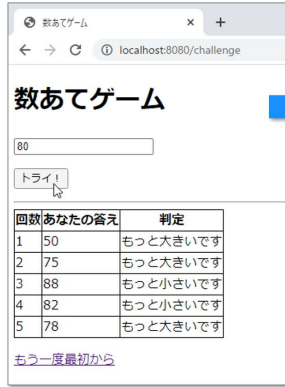 数あてゲーム
localhost:8080/challenge
数あてゲーム
80
トライ！
回数 あなたの答え 判定
1 50 もっと大きいです
2 75 もっと大きいです
3 88 もっと小さいです
4 82 もっと小さいです
5 78 もっと大きいです
もう一度最初から